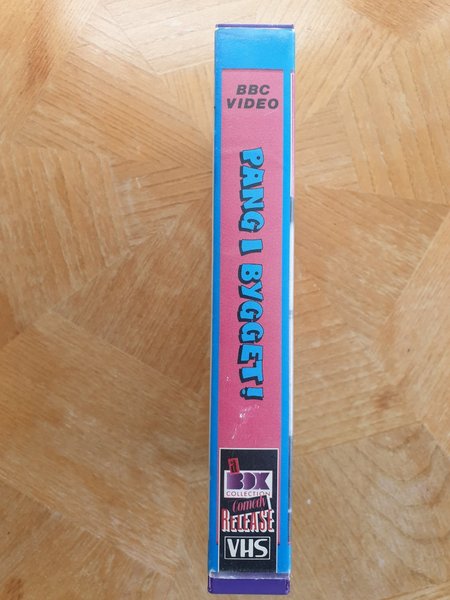 BBC
VIDEO
PANG I BYGGET!
a
BOX
COLLECTION
Comedy
RELEASE
VHS